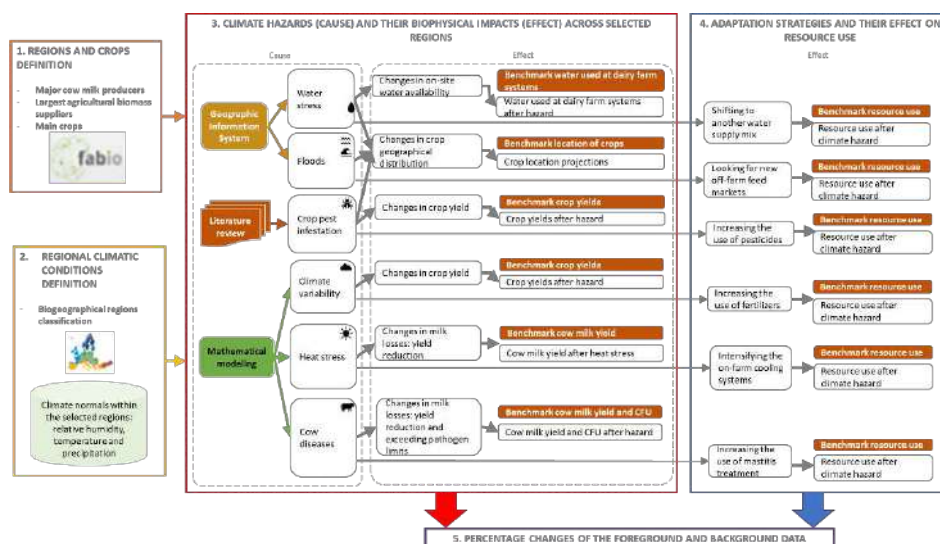 1. REGIONS AND CROPS
DEFINITION
- Major cow milk producers
- Largest agricultural biomass
suppliers
- Main crops
fabio
2. REGIONAL CLIMATIC
CONDITIONS
DEFINITION
- Biogeographical regions
classification
Climate normals within
the selected regions:
relative humidity,
temperature and
precipitation
3. CLIMATE HAZARDS (CAUSE) AND THEIR BIOPHYSICAL IMPACTS (EFFECT) ACROSS SELECTED
REGIONS
Cause
Effect
Geographic
Information
System
Literature
review
Mathematical
modeling
Water
stress
Floods
Crop pest
infestation
Climate
variability
Heat stress
Cow
diseases
Changes in on-site
water availability
Changes in crop
geographical
distribution
Changes in crop yield
Changes in crop yield
Changes in milk
losses: yield
reduction
Changes in milk
losses: yield
reduction and
exceeding pathogen
limits
Benchmark water used at dairy farm
systems
Water used at dairy farm systems
after hazard
Benchmark location of crops
Crop location projections
Benchmark crop yields
Crop yields after hazard
Benchmark crop yields
Crop yields after hazard
Benchmark cow milk yield
Cow milk yield after heat stress
Benchmark cow milk yield and CFU
Cow milk yield and CFU after hazard
4. ADAPTATION STRATEGIES AND THEIR EFFECT ON
RESOURCE USE
Effect
Shifting to
another water
supply mix
Benchmark resource use
Resource use after
climate hazard
Looking for new
off-farm feed
markets
Benchmark resource use
Resource use after
climate hazard
Increasing the
use of pesticides
Benchmark resource use
Resource use after
climate hazard
Increasing the
use of fertilizers
Benchmark resource use
Resource use after
climate hazard
Intensifying the
on-farm cooling
systems
Benchmark resource use
Resource use after
climate hazard
Increasing the
use of mastitis
treatment
Benchmark resource use
Resource use after
climate hazard
5. PERCENTAGE CHANGES OF THE FOREGROUND AND BACKGROUND DATA